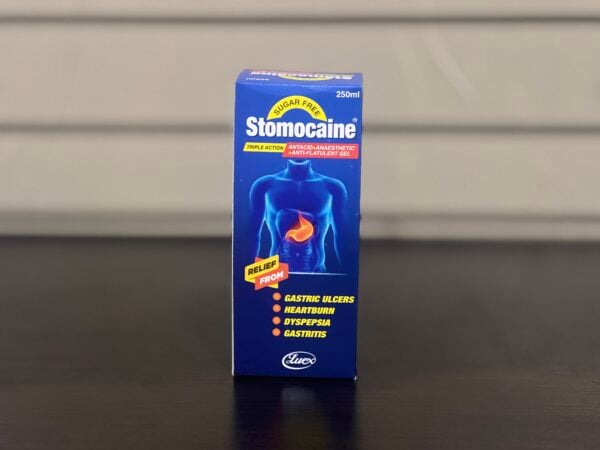 250ml
SUGAR FREE
Stomocaine®
TRIPLE ACTION ANTACID+ANAESTHETIC
+ANTI-FLATULENT GEL
RELIEF
FROM
GASTRIC ULCERS
HEARTBURN
DYSPEPSIA
GASTRITIS
Luex